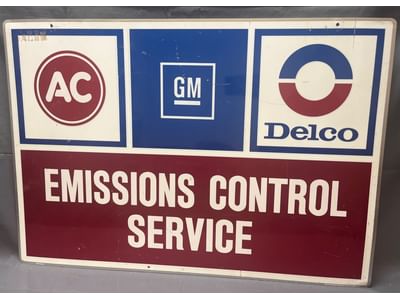 AC
GM
Delco
EMISSIONS CONTROL
SERVICE